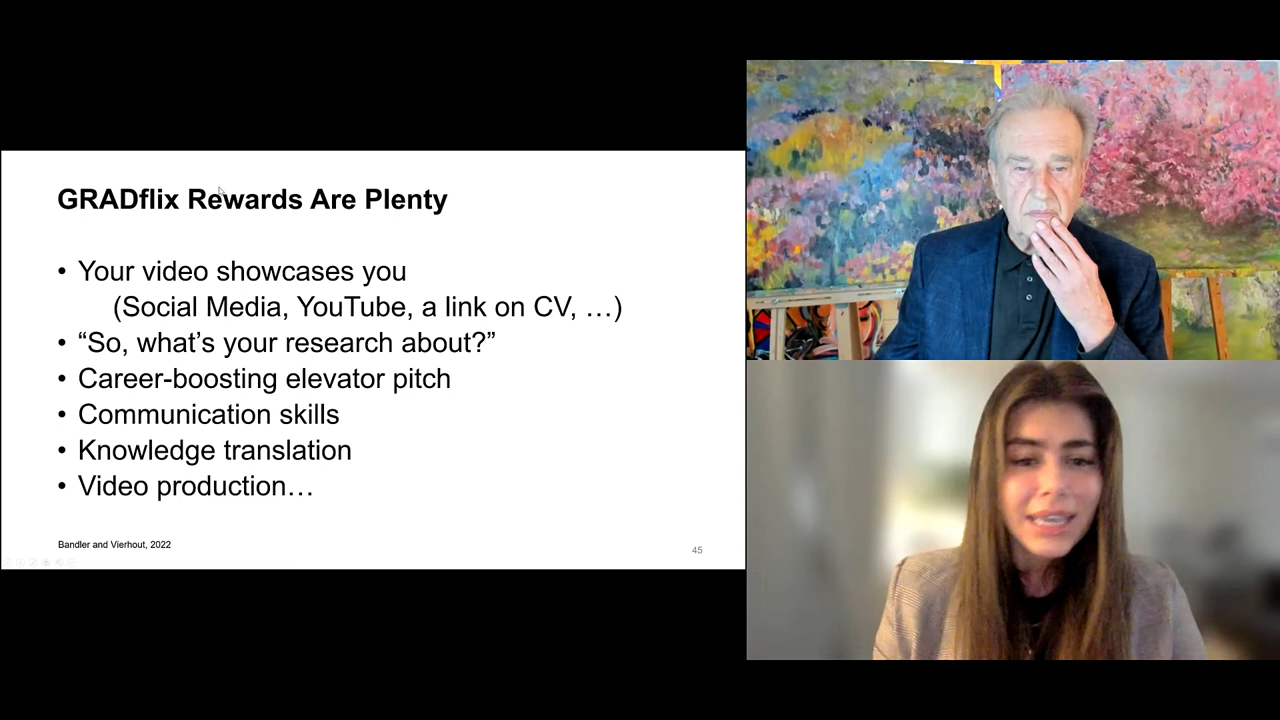 GRADflix Rewards Are Plenty
• Your video showcases you
(Social Media, YouTube, a link on CV, …)
• “So, what’s your research about?”
• Career-boosting elevator pitch
• Communication skills
• Knowledge translation
• Video production…
Bandler and Vierhout, 2022
45